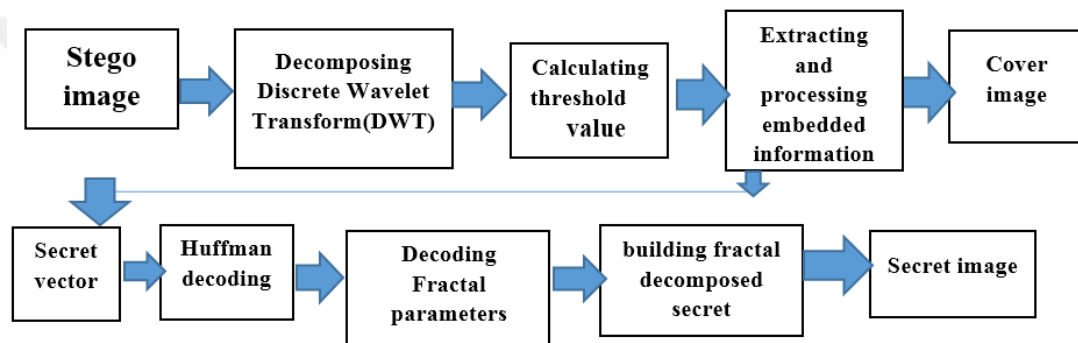 Stego
image
Decomposing
Discrete Wavelet
Transform(DWT)
Calculating
threshold
value
Extracting
and
processing
embedded
information
Cover
image
Secret
vector
Huffman
decoding
Decoding
Fractal
parameters
building fractal
decomposed
secret
Secret image